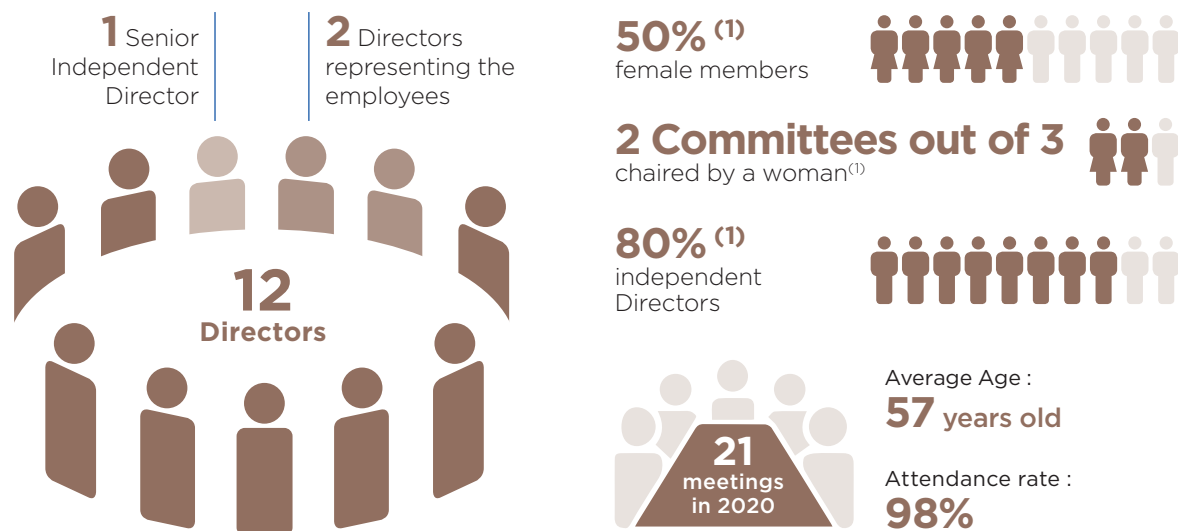 1 Senior
Independent
Director
2 Directors
representing the
employees
12
Directors
50% (1)
female members
2 Committees out of 3
chaired by a woman(1)
80% (1)
independent
Directors
21
meetings
in 2020
Average Age :
57 years old
Attendance rate :
98%